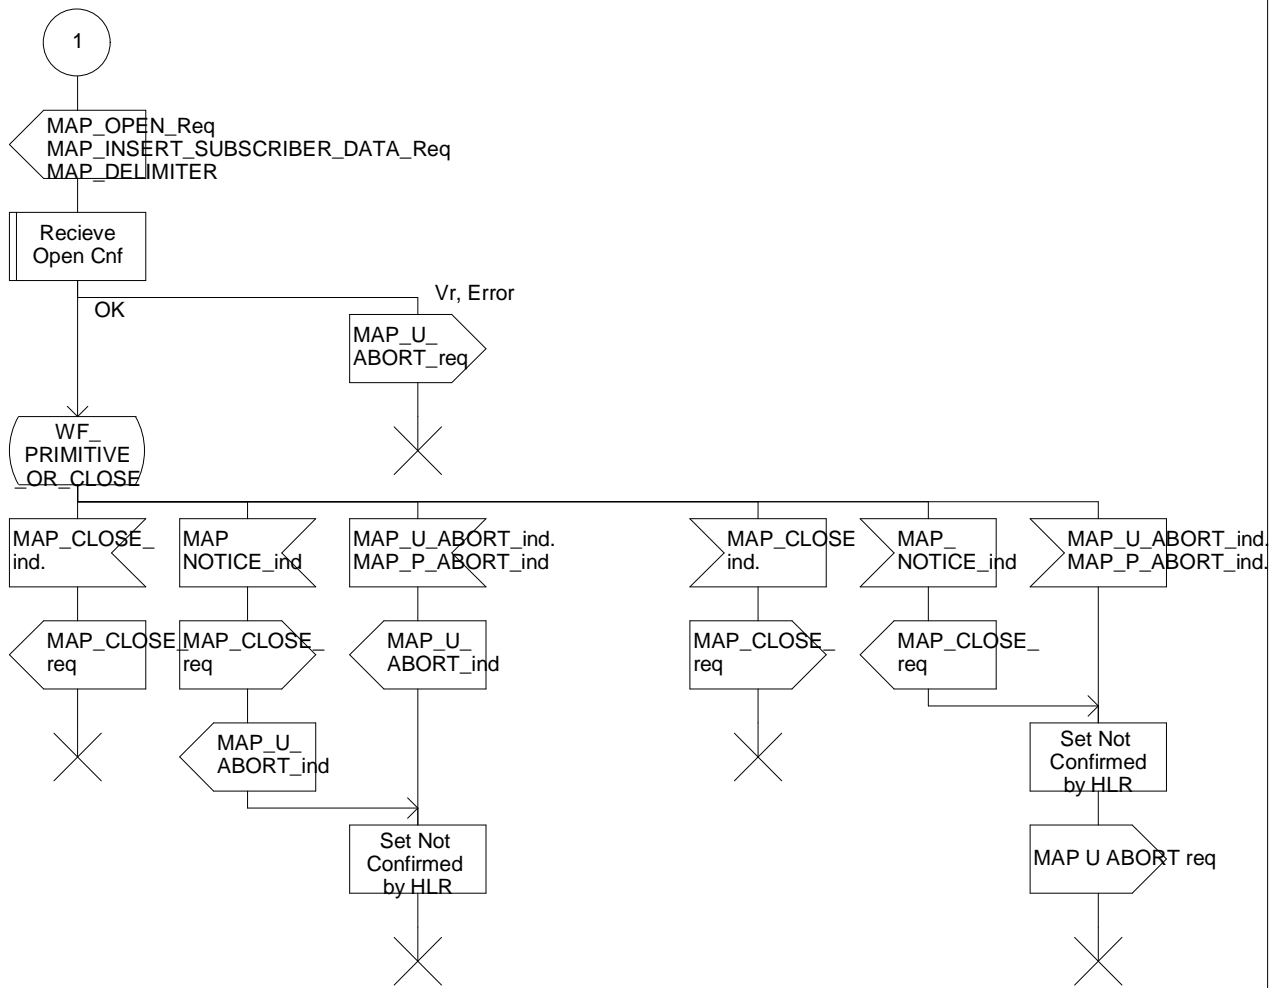 1
MAP_OPEN_Req
MAP_INSERT_SUBSCRIBER_DATA_Req
MAP_DELIMITER
Recieve
Open Cnf
OK
Vr, Error
MAP_U_
ABORT_req
WF_
PRIMITIVE
_OR_CLOSE
MAP_CLOSE_
ind.
MAP
NOTICE_ind
MAP_U_ABORT_ind.
MAP_P_ABORT_ind
MAP_CLOSE
ind.
MAP_
NOTICE_ind
MAP_U_ABORT_ind.
MAP_P_ABORT_ind.
MAP_CLOSE_
req
MAP_CLOSE_
req
MAP_U_
ABORT_ind
MAP_CLOSE_
req
MAP_CLOSE_
req
MAP_U_
ABORT_ind
Set Not
Confirmed
by HLR
Set Not
Confirmed
by HLR
MAP U ABORT req